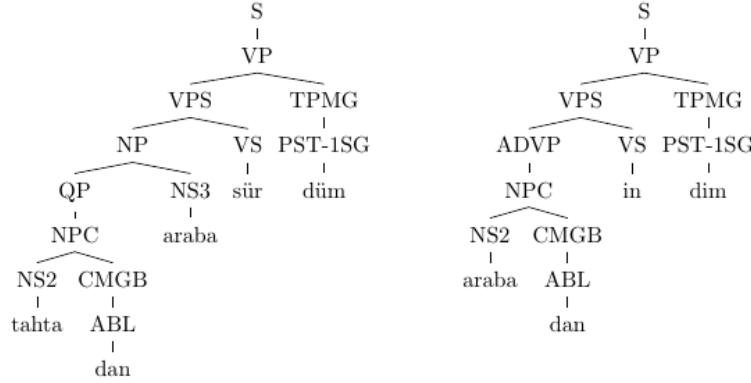 S S
VP VP
VPS TPMG VPS TPMG
NP VS PST-1SG ADVP VS PST-1SG
QP NS3 sür düm NPC in dim
NPC araba NS2 CMGB
NS2 CMGB araba ABL
tahta ABL dan
dan